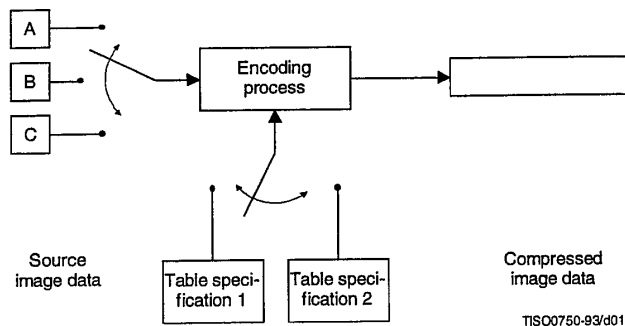 A
B
C
Encoding
process
Source
image data
Table speci-
fication 1
Table speci-
fication 2
Compressed
image data
TISO0750-93/d01